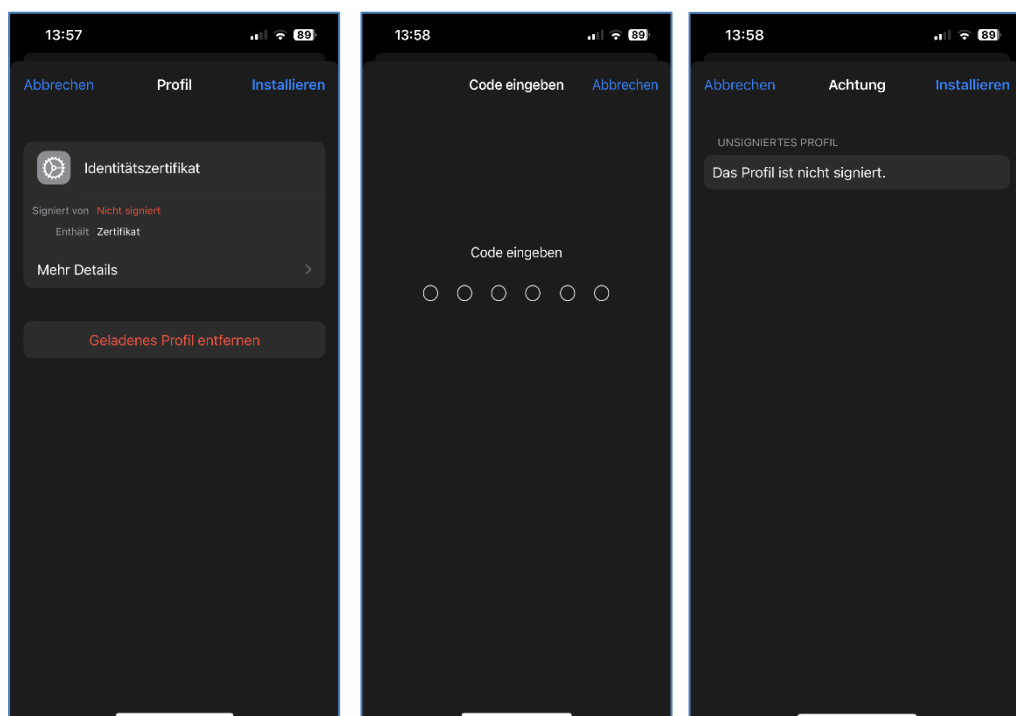 13:57
89
Abbrechen Profil Installieren
Identitätszertifikat
Signiert von Nicht signiert
Enthält Zertifikat
Mehr Details
Geladenes Profil entfernen
13:58
89
Code eingeben Abbrechen
Code eingeben
13:58
89
Abbrechen Achtung Installieren
UNSIGNIERTES PROFIL
Das Profil ist nicht signiert.